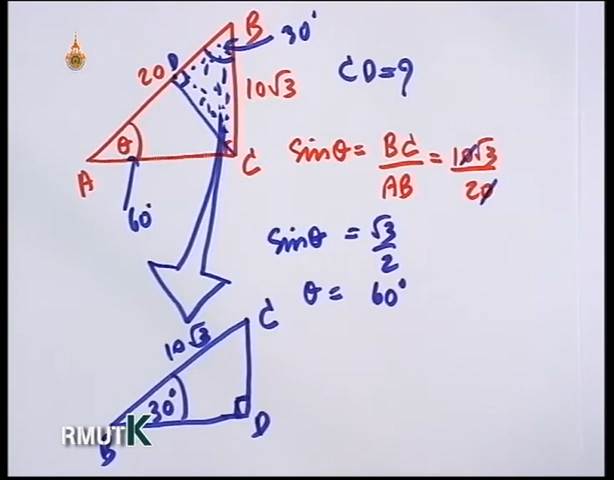 B
30°
20
D
CD = ?
10√3
θ
A
C
sinθ = BC/AB = 10√3/20
60°
sinθ = √3/2
θ = 60°
C
10√3
30°
D
B
RMUTK